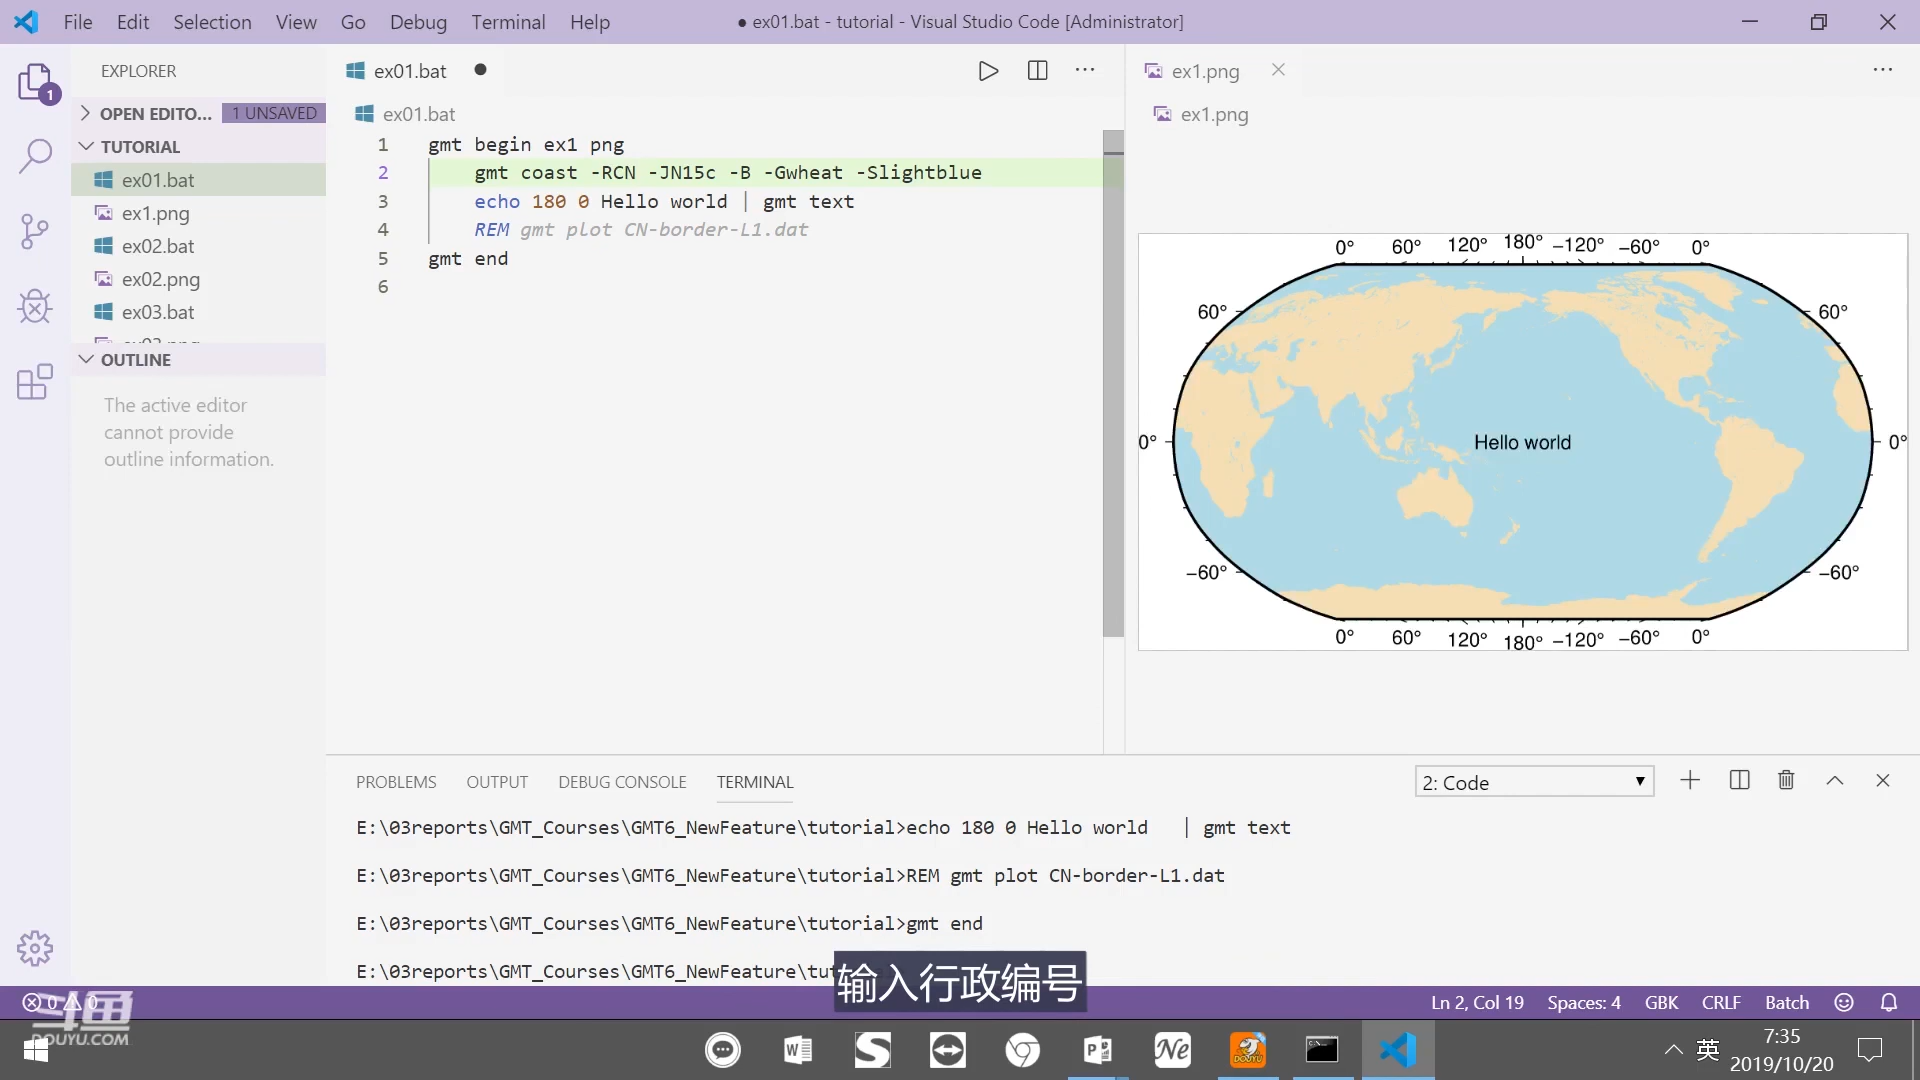 File Edit Selection View Go Debug Terminal Help
● ex01.bat - tutorial - Visual Studio Code [Administrator]
EXPLORER
OPEN EDITO... 1 UNSAVED
TUTORIAL
ex01.bat
ex1.png
ex02.bat
ex02.png
ex03.bat
OUTLINE
The active editor
cannot provide
outline information.
1
ex01.bat
ex01.bat
1 gmt begin ex1 png
2 gmt coast -RCN -JN15c -B -Gwheat -Slightblue
3 echo 180 0 Hello world | gmt text
4 REM gmt plot CN-border-L1.dat
5 gmt end
6
ex1.png
ex1.png
0° 60° 120° 180° −120° −60° 0°
60° 60°
0° 0°
Hello world
−60° −60°
0° 60° 120° 180° −120° −60° 0°
PROBLEMS OUTPUT DEBUG CONSOLE TERMINAL
2: Code
E:\03reports\GMT_Courses\GMT6_NewFeature\tutorial>echo 180 0 Hello world | gmt text
E:\03reports\GMT_Courses\GMT6_NewFeature\tutorial>REM gmt plot CN-border-L1.dat
E:\03reports\GMT_Courses\GMT6_NewFeature\tutorial>gmt end
E:\03reports\GMT_Courses\GMT6_NewFeature\tu
输入行政编号
0 0
Ln 2, Col 19 Spaces: 4 GBK CRLF Batch
斗鱼
DOUYU.COM
W
S
P
Ne
DOUYU
英
7:35
2019/10/20